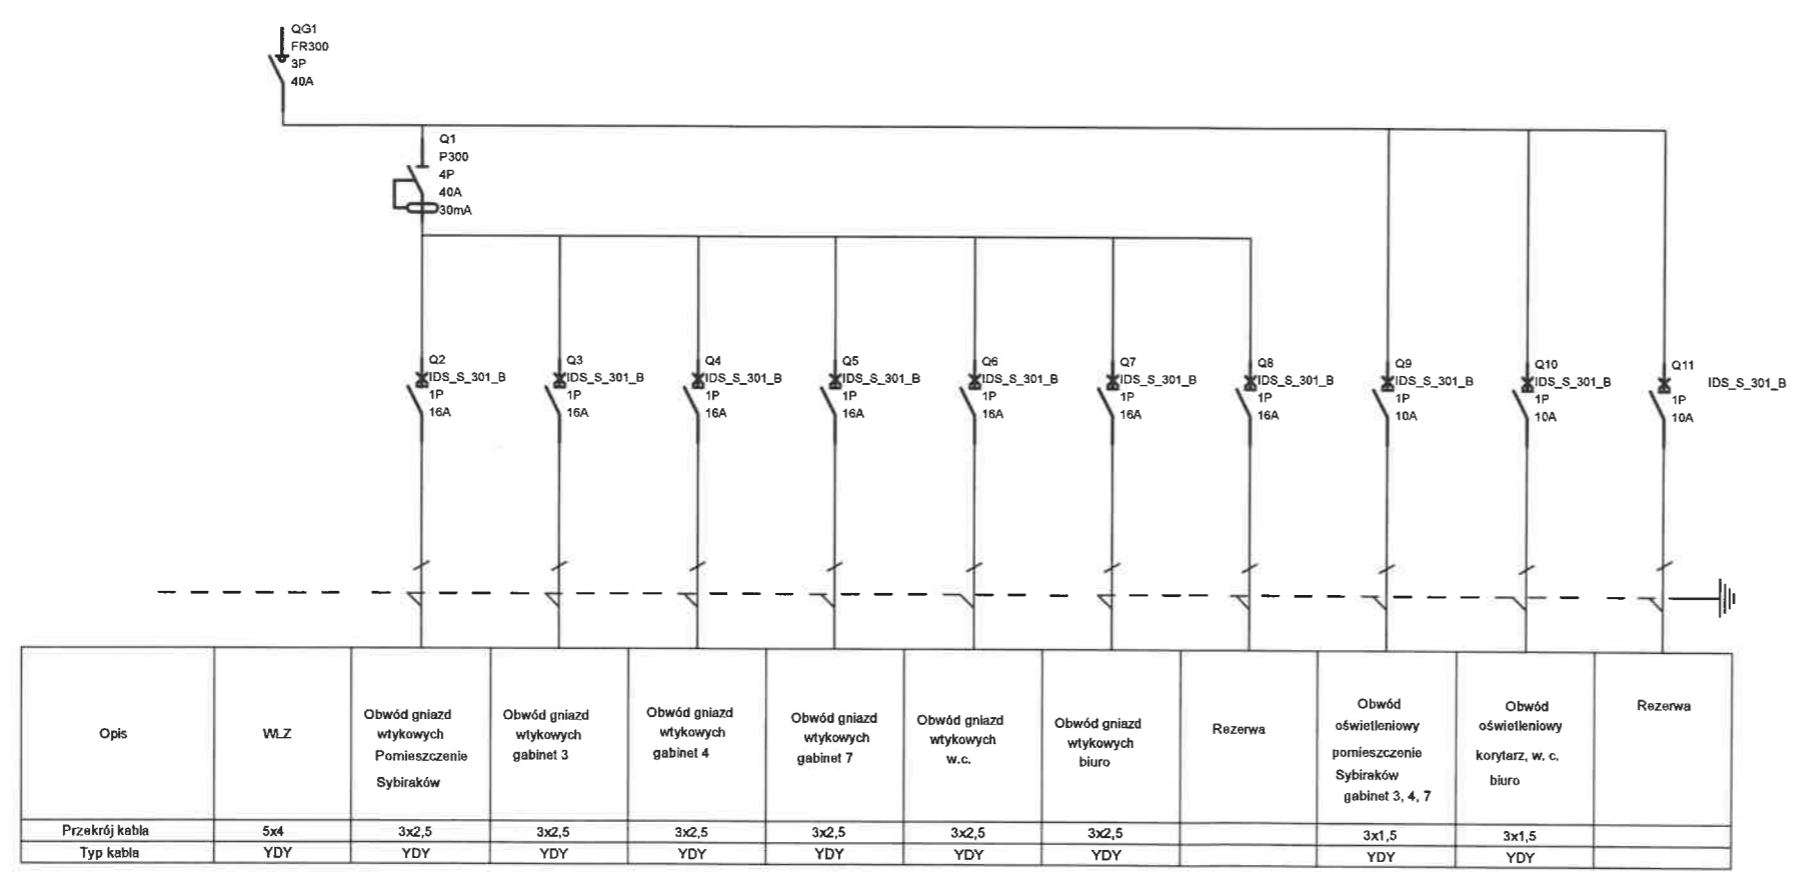 QG1
FR300
3P
40A
Q1
P300
4P
40A
30mA
Q2
IDS_S_301_B
1P
16A
Q3
IDS_S_301_B
1P
16A
Q4
IDS_S_301_B
1P
16A
Q5
IDS_S_301_B
1P
16A
Q6
IDS_S_301_B
1P
16A
Q7
IDS_S_301_B
1P
16A
Q8
IDS_S_301_B
1P
16A
Q9
IDS_S_301_B
1P
10A
Q10
IDS_S_301_B
1P
10A
Q11
IDS_S_301_B
1P
10A
Opis
WLZ
Obwód gniazd
wtykowych
Pomieszczenie
Sybiraków
Obwód gniazd
wtykowych
gabinet 3
Obwód gniazd
wtykowych
gabinet 4
Obwód gniazd
wtykowych
gabinet 7
Obwód gniazd
wtykowych
w.c.
Obwód gniazd
wtykowych
biuro
Rezerwa
Obwód
oświetleniowy
pomieszczenie
Sybiraków
gabinet 3, 4, 7
Obwód
oświetleniowy
korytarz, w. c.
biuro
Rezerwa
Przekrój kabla 5x4 3x2,5 3x2,5 3x2,5 3x2,5 3x2,5 3x2,5 3x1,5 3x1,5
Typ kabla YDY YDY YDY YDY YDY YDY YDY YDY YDY